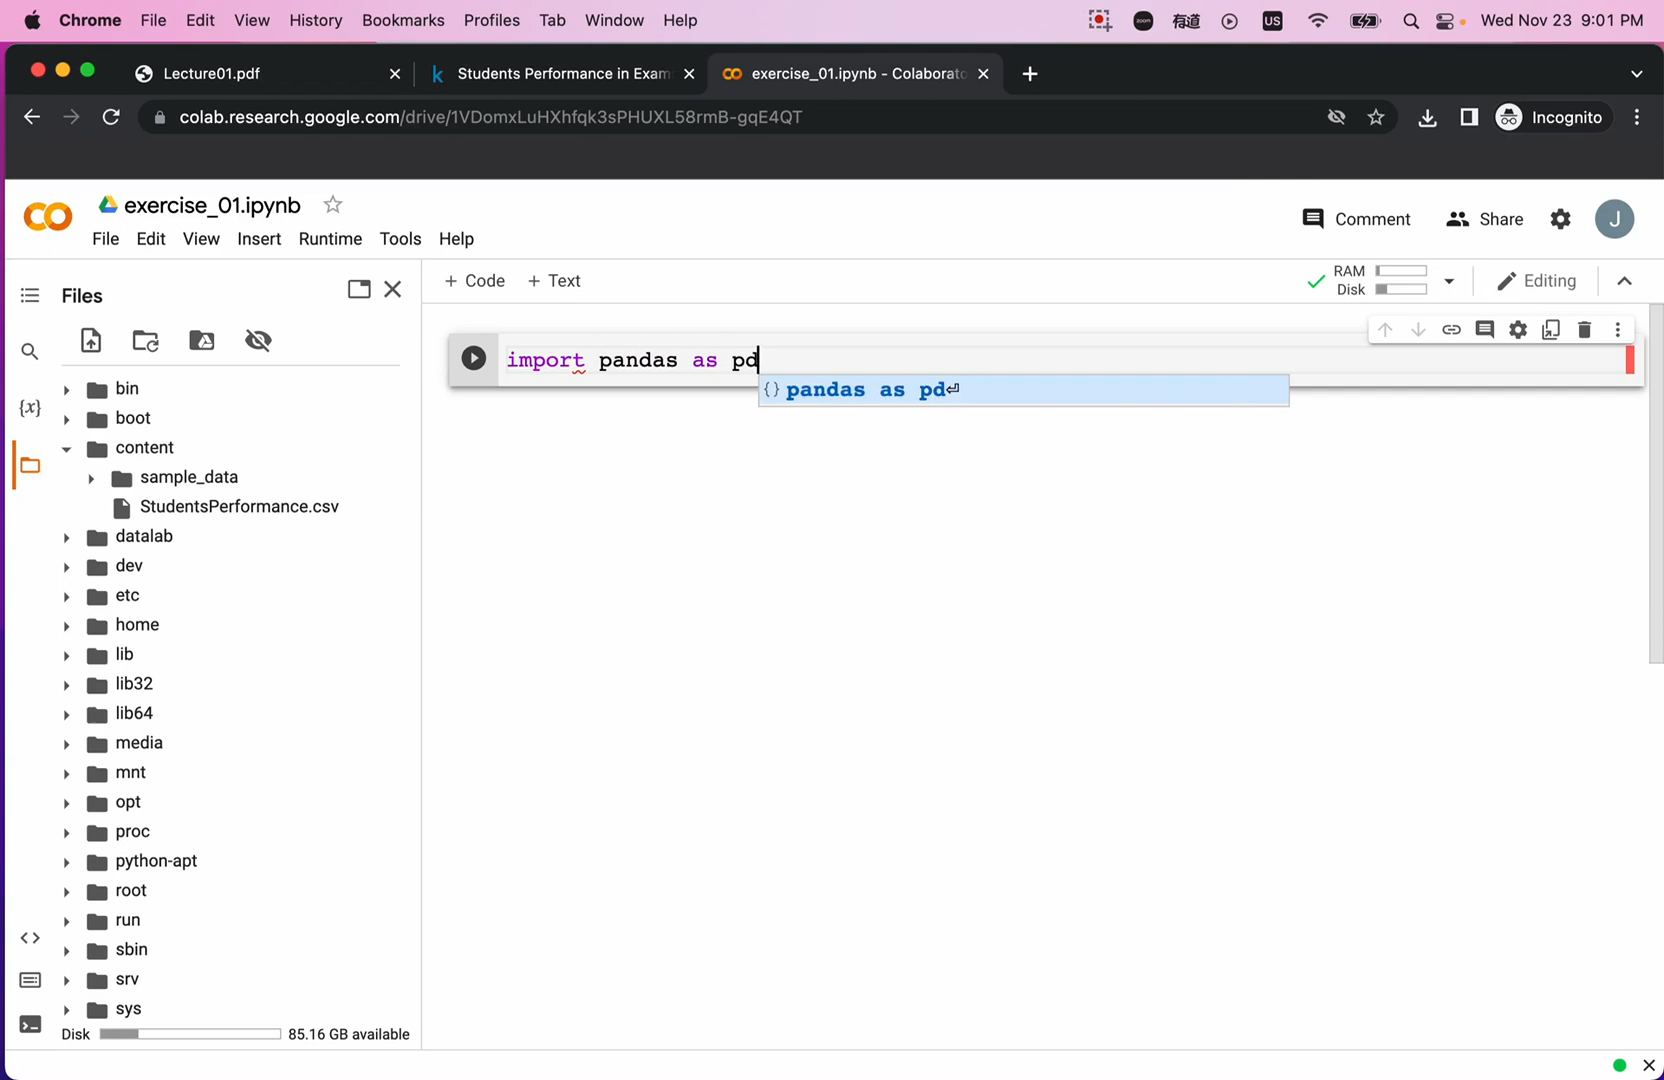 Chrome File Edit View History Bookmarks Profiles Tab Window Help zoom 有道 US Wed Nov 23 9:01 PM
Lecture01.pdf Students Performance in Exam exercise_01.ipynb - Colaborato
colab.research.google.com/drive/1VDomxLuHXhfqk3sPHUXL58rmB-gqE4QT Incognito
exercise_01.ipynb
Comment Share J
File Edit View Insert Runtime Tools Help
Files
+ Code + Text
RAM
Disk
Editing
import pandas as pd
{} pandas as pd⏎
{x}
bin
boot
content
sample_data
StudentsPerformance.csv
datalab
dev
etc
home
lib
lib32
lib64
media
mnt
opt
proc
python-apt
root
run
sbin
srv
sys
Disk 85.16 GB available